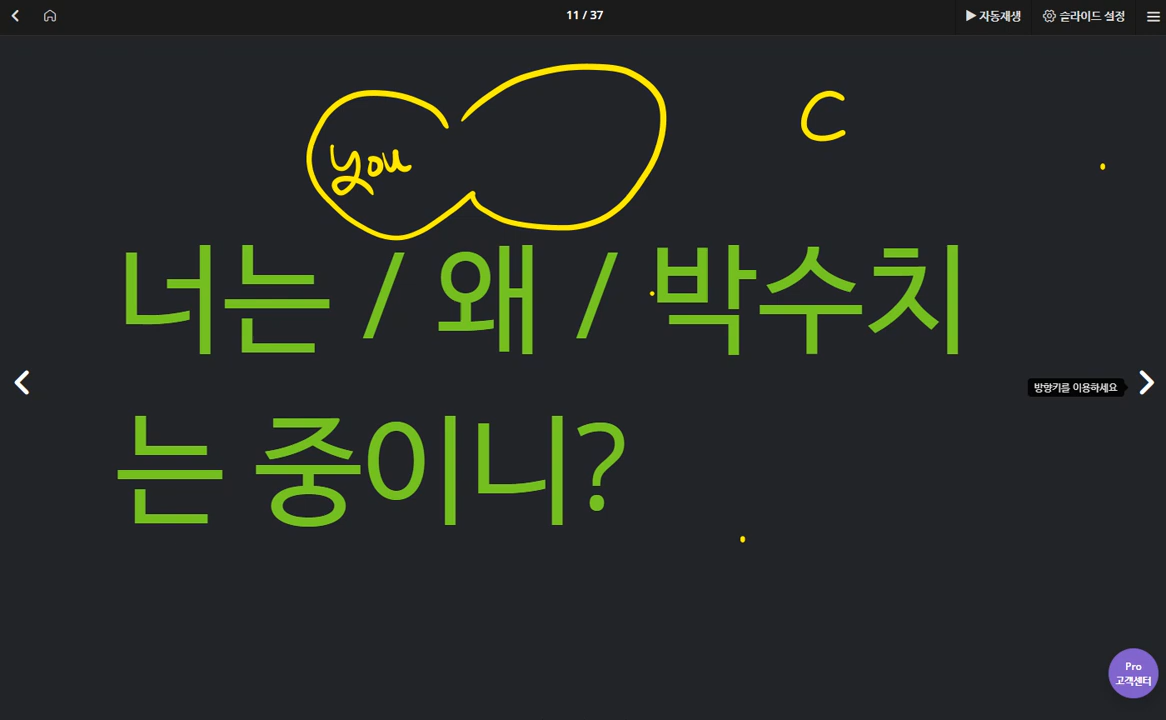 11 / 37
자동재생
슬라이드 설정
you
C
너는 / 왜 / 박수치
는 중이니?
방향키를 이용하세요
Pro
고객센터